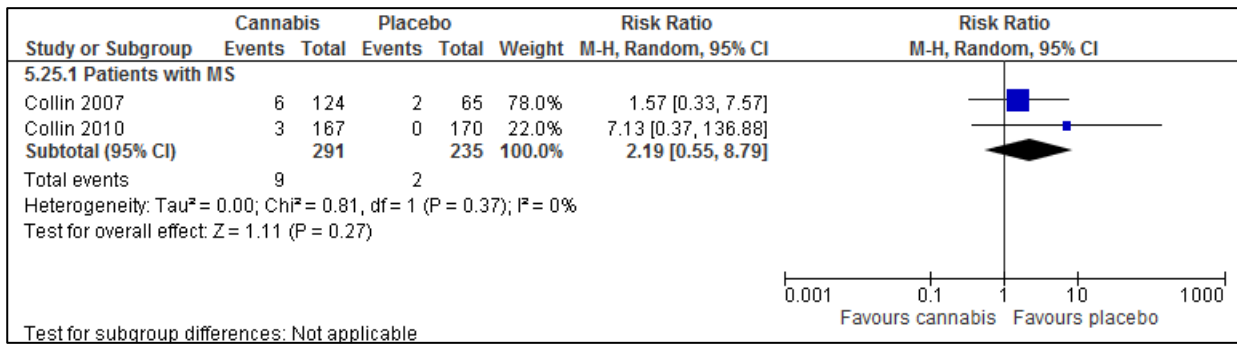 Cannabis Placebo Risk Ratio Risk Ratio
Study or Subgroup Events Total Events Total Weight M-H, Random, 95% CI M-H, Random, 95% CI
5.25.1 Patients with MS
Collin 2007 6 124 2 65 78.0% 1.57 [0.33, 7.57]
Collin 2010 3 167 0 170 22.0% 7.13 [0.37, 136.88]
Subtotal (95% CI) 291 235 100.0% 2.19 [0.55, 8.79]
Total events 9 2
Heterogeneity: Tau² = 0.00; Chi² = 0.81, df = 1 (P = 0.37); I² = 0%
Test for overall effect: Z = 1.11 (P = 0.27)
0.001 0.1 1 10 1000
Favours cannabis Favours placebo
Test for subgroup differences: Not applicable